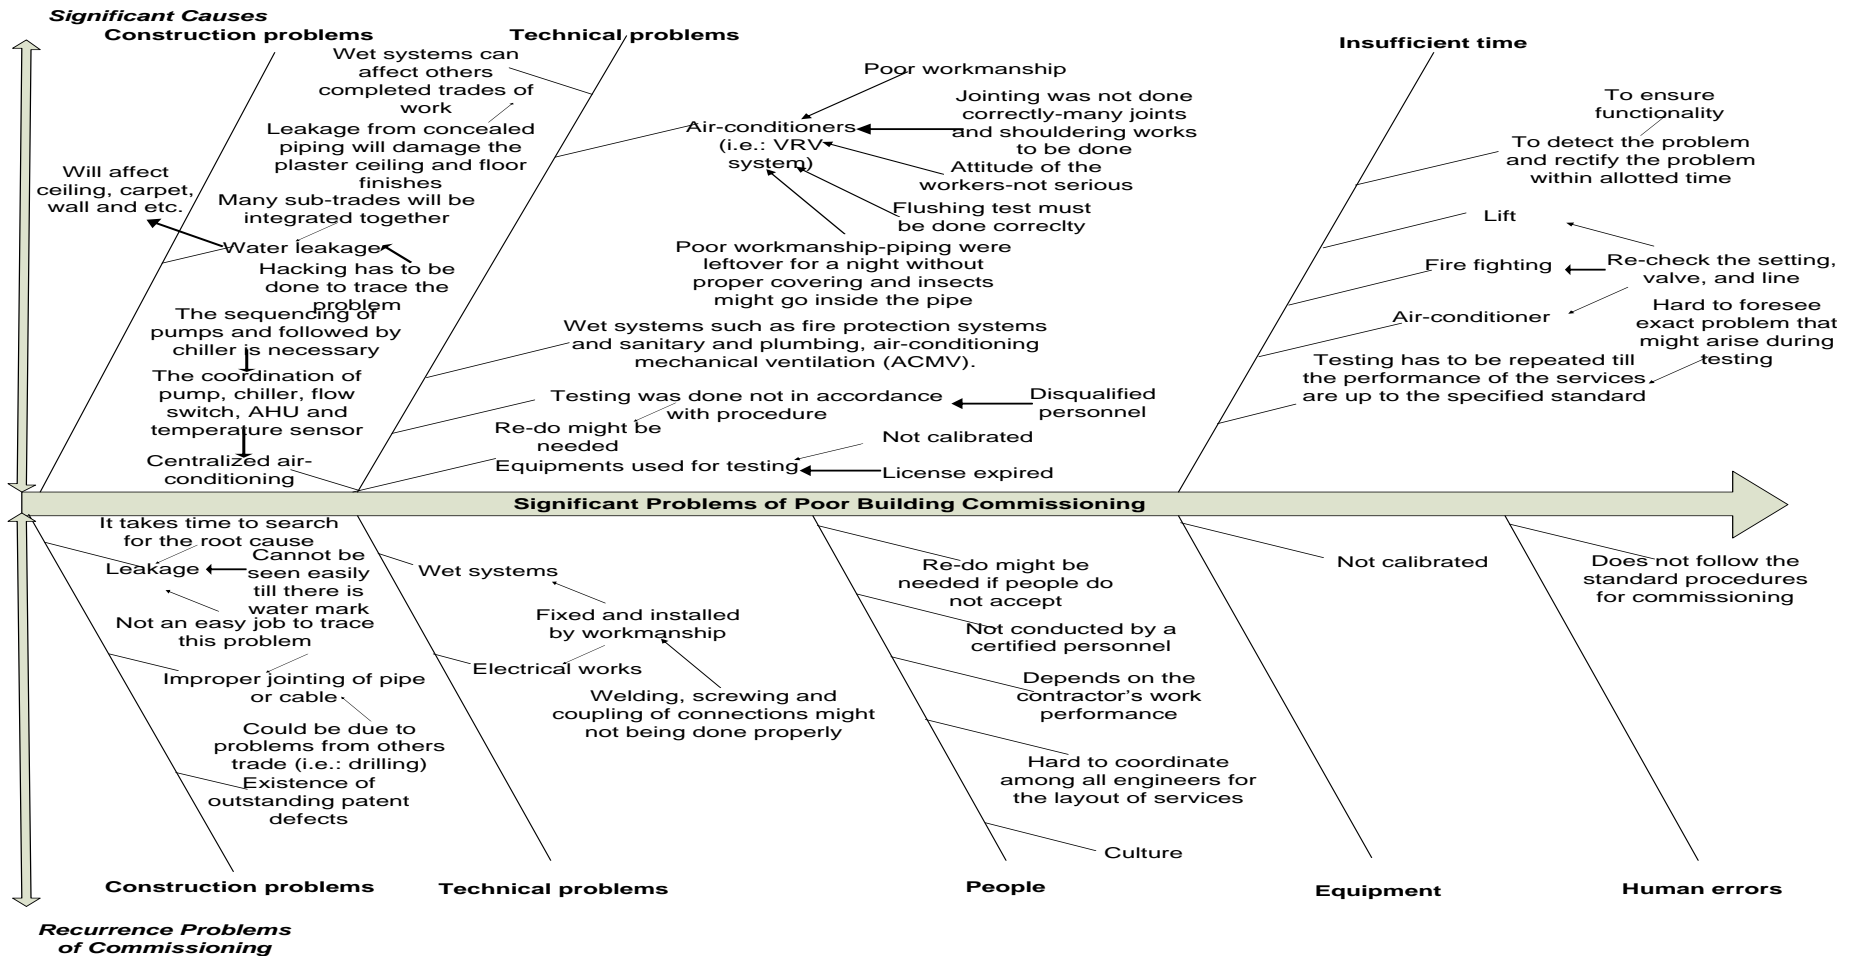 Significant Causes
Construction problems
Will affect
ceiling, carpet,
wall and etc.
Many sub-trades will be
integrated together
Water leakage
Hacking has to be
done to trace the
problem
The sequencing of
pumps and followed by
chiller is necessary
The coordination of
pump, chiller, flow
switch, AHU and
temperature sensor
Centralized air-
conditioning
Technical problems
Wet systems can
affect others
completed trades of
work
Leakage from concealed
piping will damage the
plaster ceiling and floor
finishes
Air-conditioners
(i.e.: VRV
system)
Poor workmanship
Jointing was not done
correctly-many joints
and shouldering works
to be done
Attitude of the
workers-not serious
Flushing test must
be done correclty
Poor workmanship-piping were
leftover for a night without
proper covering and insects
might go inside the pipe
Wet systems such as fire protection systems
and sanitary and plumbing, air-conditioning
mechanical ventilation (ACMV).
Testing was done not in accordance
with procedure
Disqualified
personnel
Re-do might be
needed
Not calibrated
Equipments used for testing
License expired
Insufficient time
To ensure
functionality
To detect the problem
and rectify the problem
within allotted time
Lift
Fire fighting
Re-check the setting,
valve, and line
Air-conditioner
Hard to foresee
exact problem that
might arise during
testing
Testing has to be repeated till
the performance of the services
are up to the specified standard
Significant Problems of Poor Building Commissioning
It takes time to search
for the root cause
Leakage
Cannot be
seen easily
till there is
water mark
Not an easy job to trace
this problem
Improper jointing of pipe
or cable
Could be due to
problems from others
trade (i.e.: drilling)
Existence of
outstanding patent
defects
Construction problems
Wet systems
Fixed and installed
by workmanship
Electrical works
Welding, screwing and
coupling of connections might
not being done properly
Technical problems
Re-do might be
needed if people do
not accept
Not conducted by a
certified personnel
Depends on the
contractor's work
performance
Hard to coordinate
among all engineers for
the layout of services
Culture
People
Not calibrated
Equipment
Does not follow the
standard procedures
for commissioning
Human errors
Recurrence Problems
of Commissioning